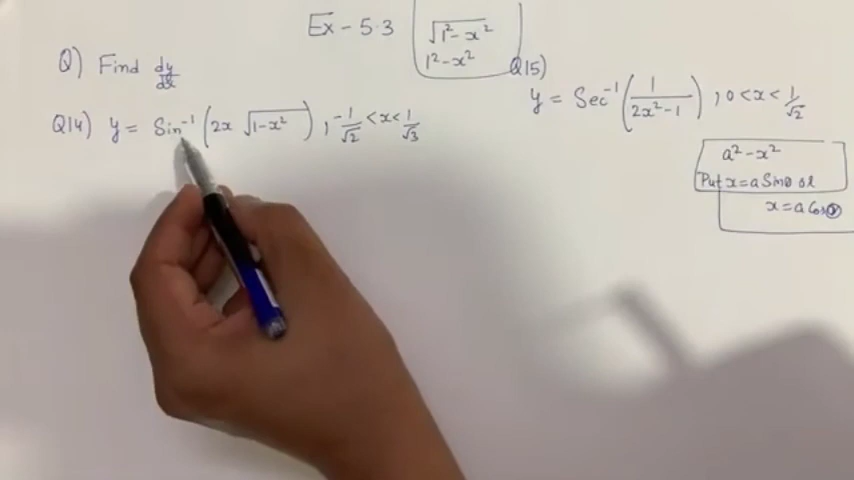 Ex - 5.3
√1²-x²
1²-x²
Q) Find dy/dx
Q14) y = Sin⁻¹ (2x √1-x²) , -1/√2 < x < 1/√3
Q15)
y = Sec⁻¹ (1/2x²-1) , 0 < x < 1/√2
a²-x²
Put x = a Sinθ or
x = a Cosθ